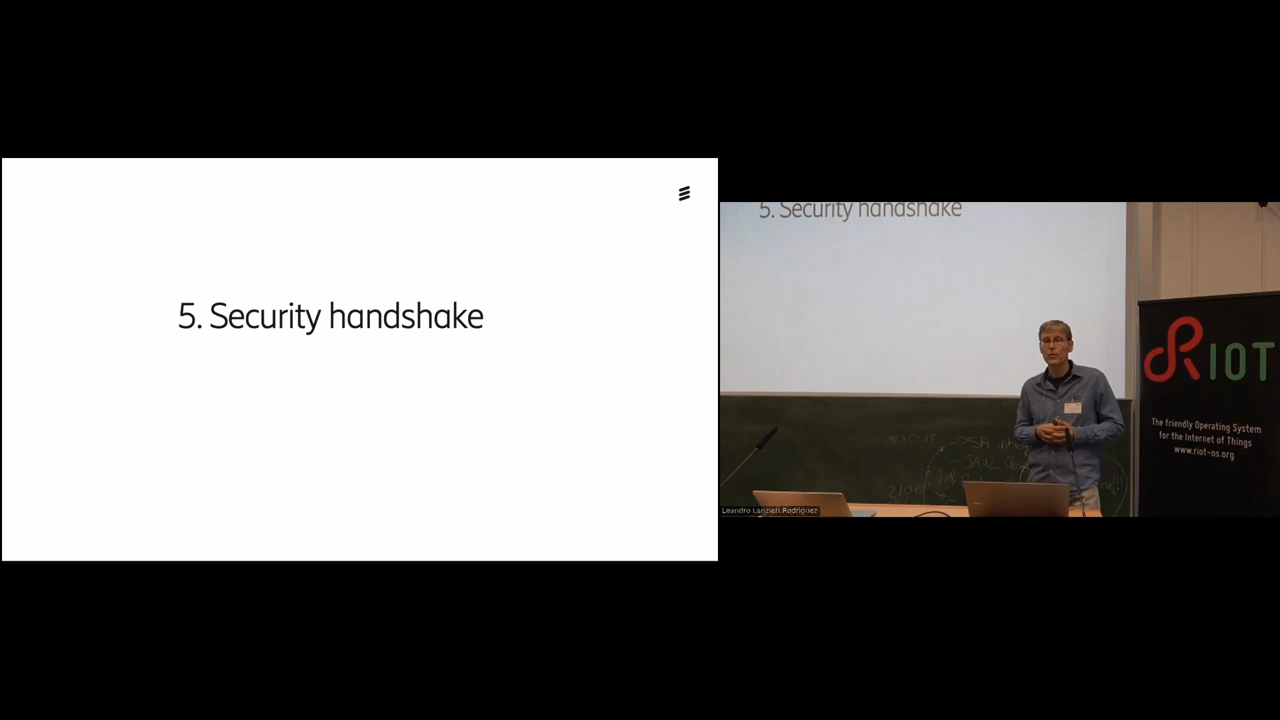 5. Security handshake
5. Security handshake
RIOT
The friendly Operating System
for the Internet of Things
www.riot-os.org
Leandro Lanzieri Rodriguez